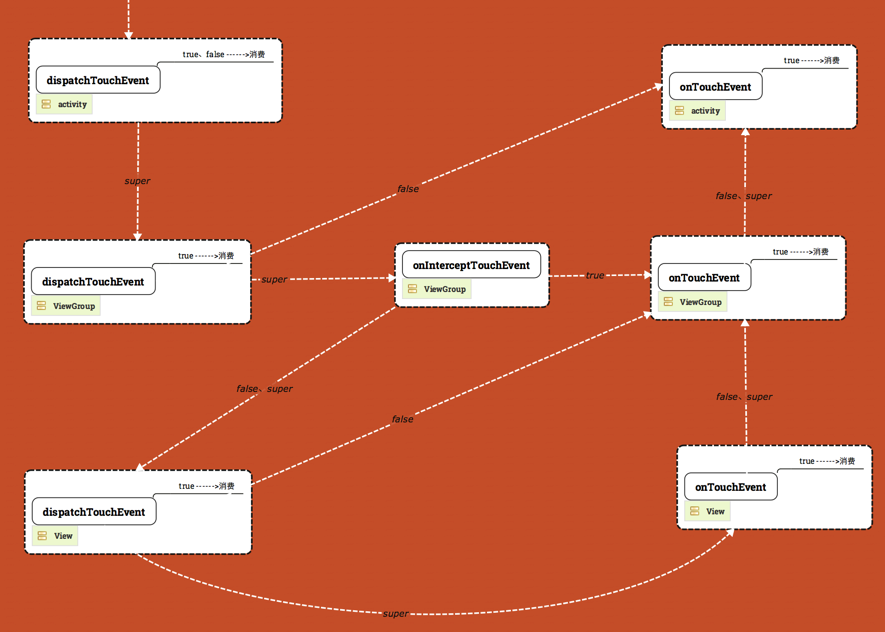 true、false ------>消费
dispatchTouchEvent
activity
true ------>消费
onTouchEvent
activity
super
false
false、super
true ------>消费
dispatchTouchEvent
ViewGroup
super
onInterceptTouchEvent
ViewGroup
true
true ------>消费
onTouchEvent
ViewGroup
false、super
false
false、super
true ------>消费
dispatchTouchEvent
View
true ------>消费
onTouchEvent
View
super